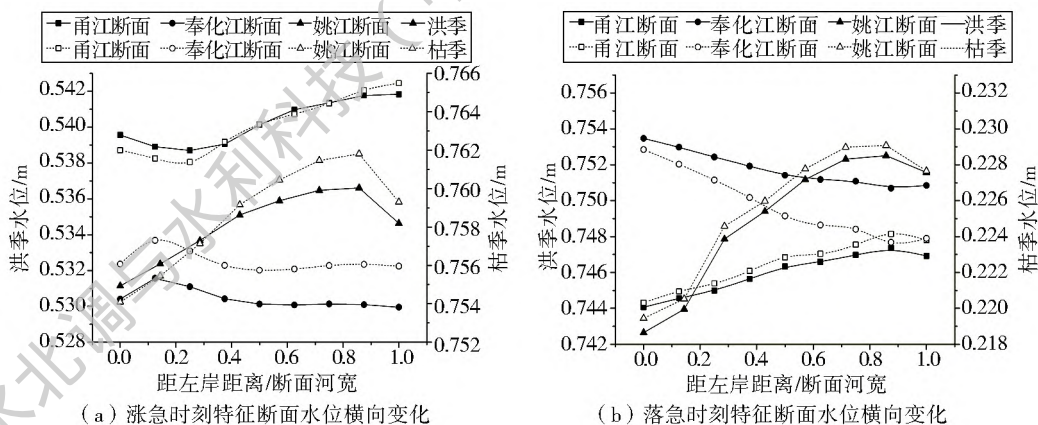 甬江断面 奉化江断面 姚江断面 洪季
甬江断面 奉化江断面 姚江断面 枯季
(a)
洪季水位/m
0.542
0.540
0.538
0.536
0.534
0.532
0.530
0.528
枯季水位/m
0.766
0.764
0.762
0.760
0.758
0.756
0.754
0.752
0.0 0.2 0.4 0.6 0.8 1.0
距左岸距离/断面河宽
(a)涨急时刻特征断面水位横向变化
甬江断面 奉化江断面 姚江断面 洪季
甬江断面 奉化江断面 姚江断面 枯季
(b)
洪季水位/m
0.756
0.754
0.752
0.750
0.748
0.746
0.744
0.742
枯季水位/m
0.232
0.230
0.228
0.226
0.224
0.222
0.220
0.218
0.0 0.2 0.4 0.6 0.8 1.0
距左岸距离/断面河宽
(b)落急时刻特征断面水位横向变化
水北调与水利科技(